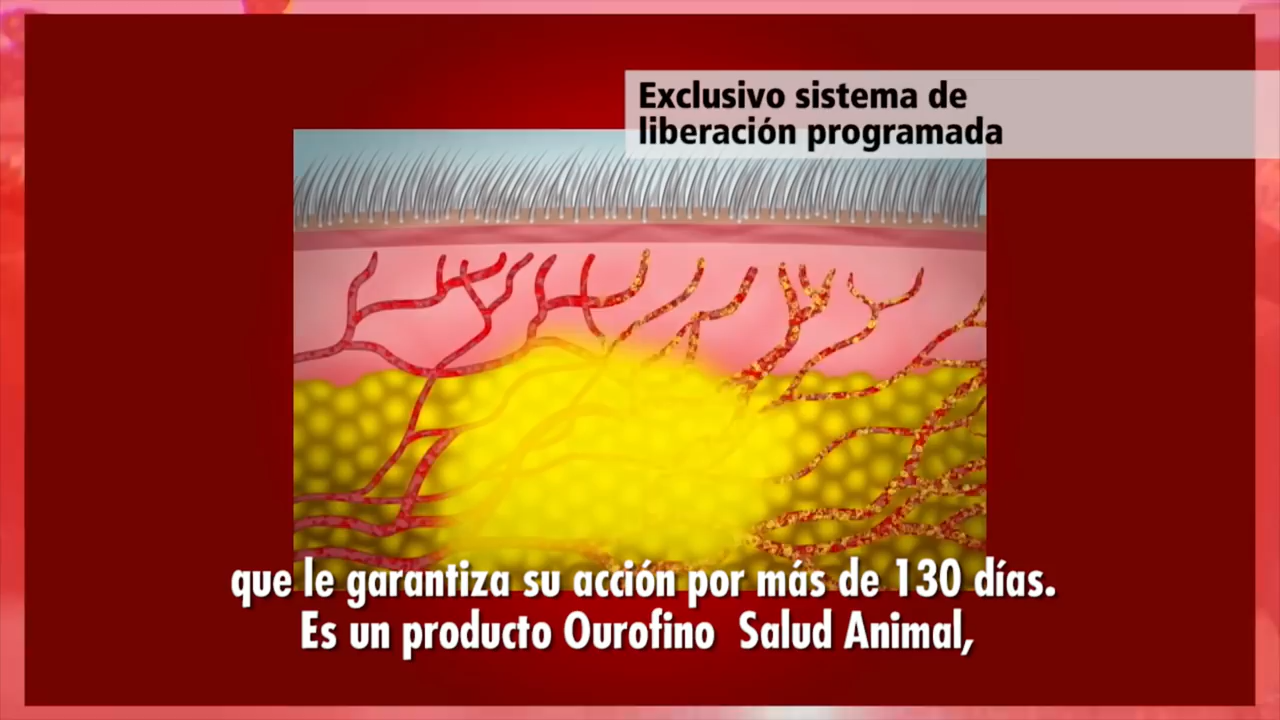 Exclusivo sistema de
liberación programada
que le garantiza su acción por más de 130 días.
Es un producto Ourofino Salud Animal,